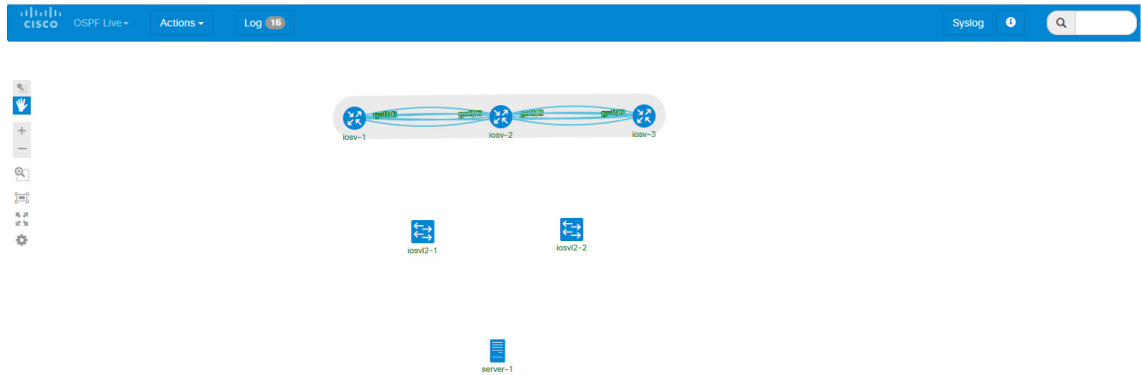 CISCO OSPF Live Actions Log 16 Syslog
iosv-1
iosv-2
iosv-3
iosvl2-1
iosvl2-2
server-1